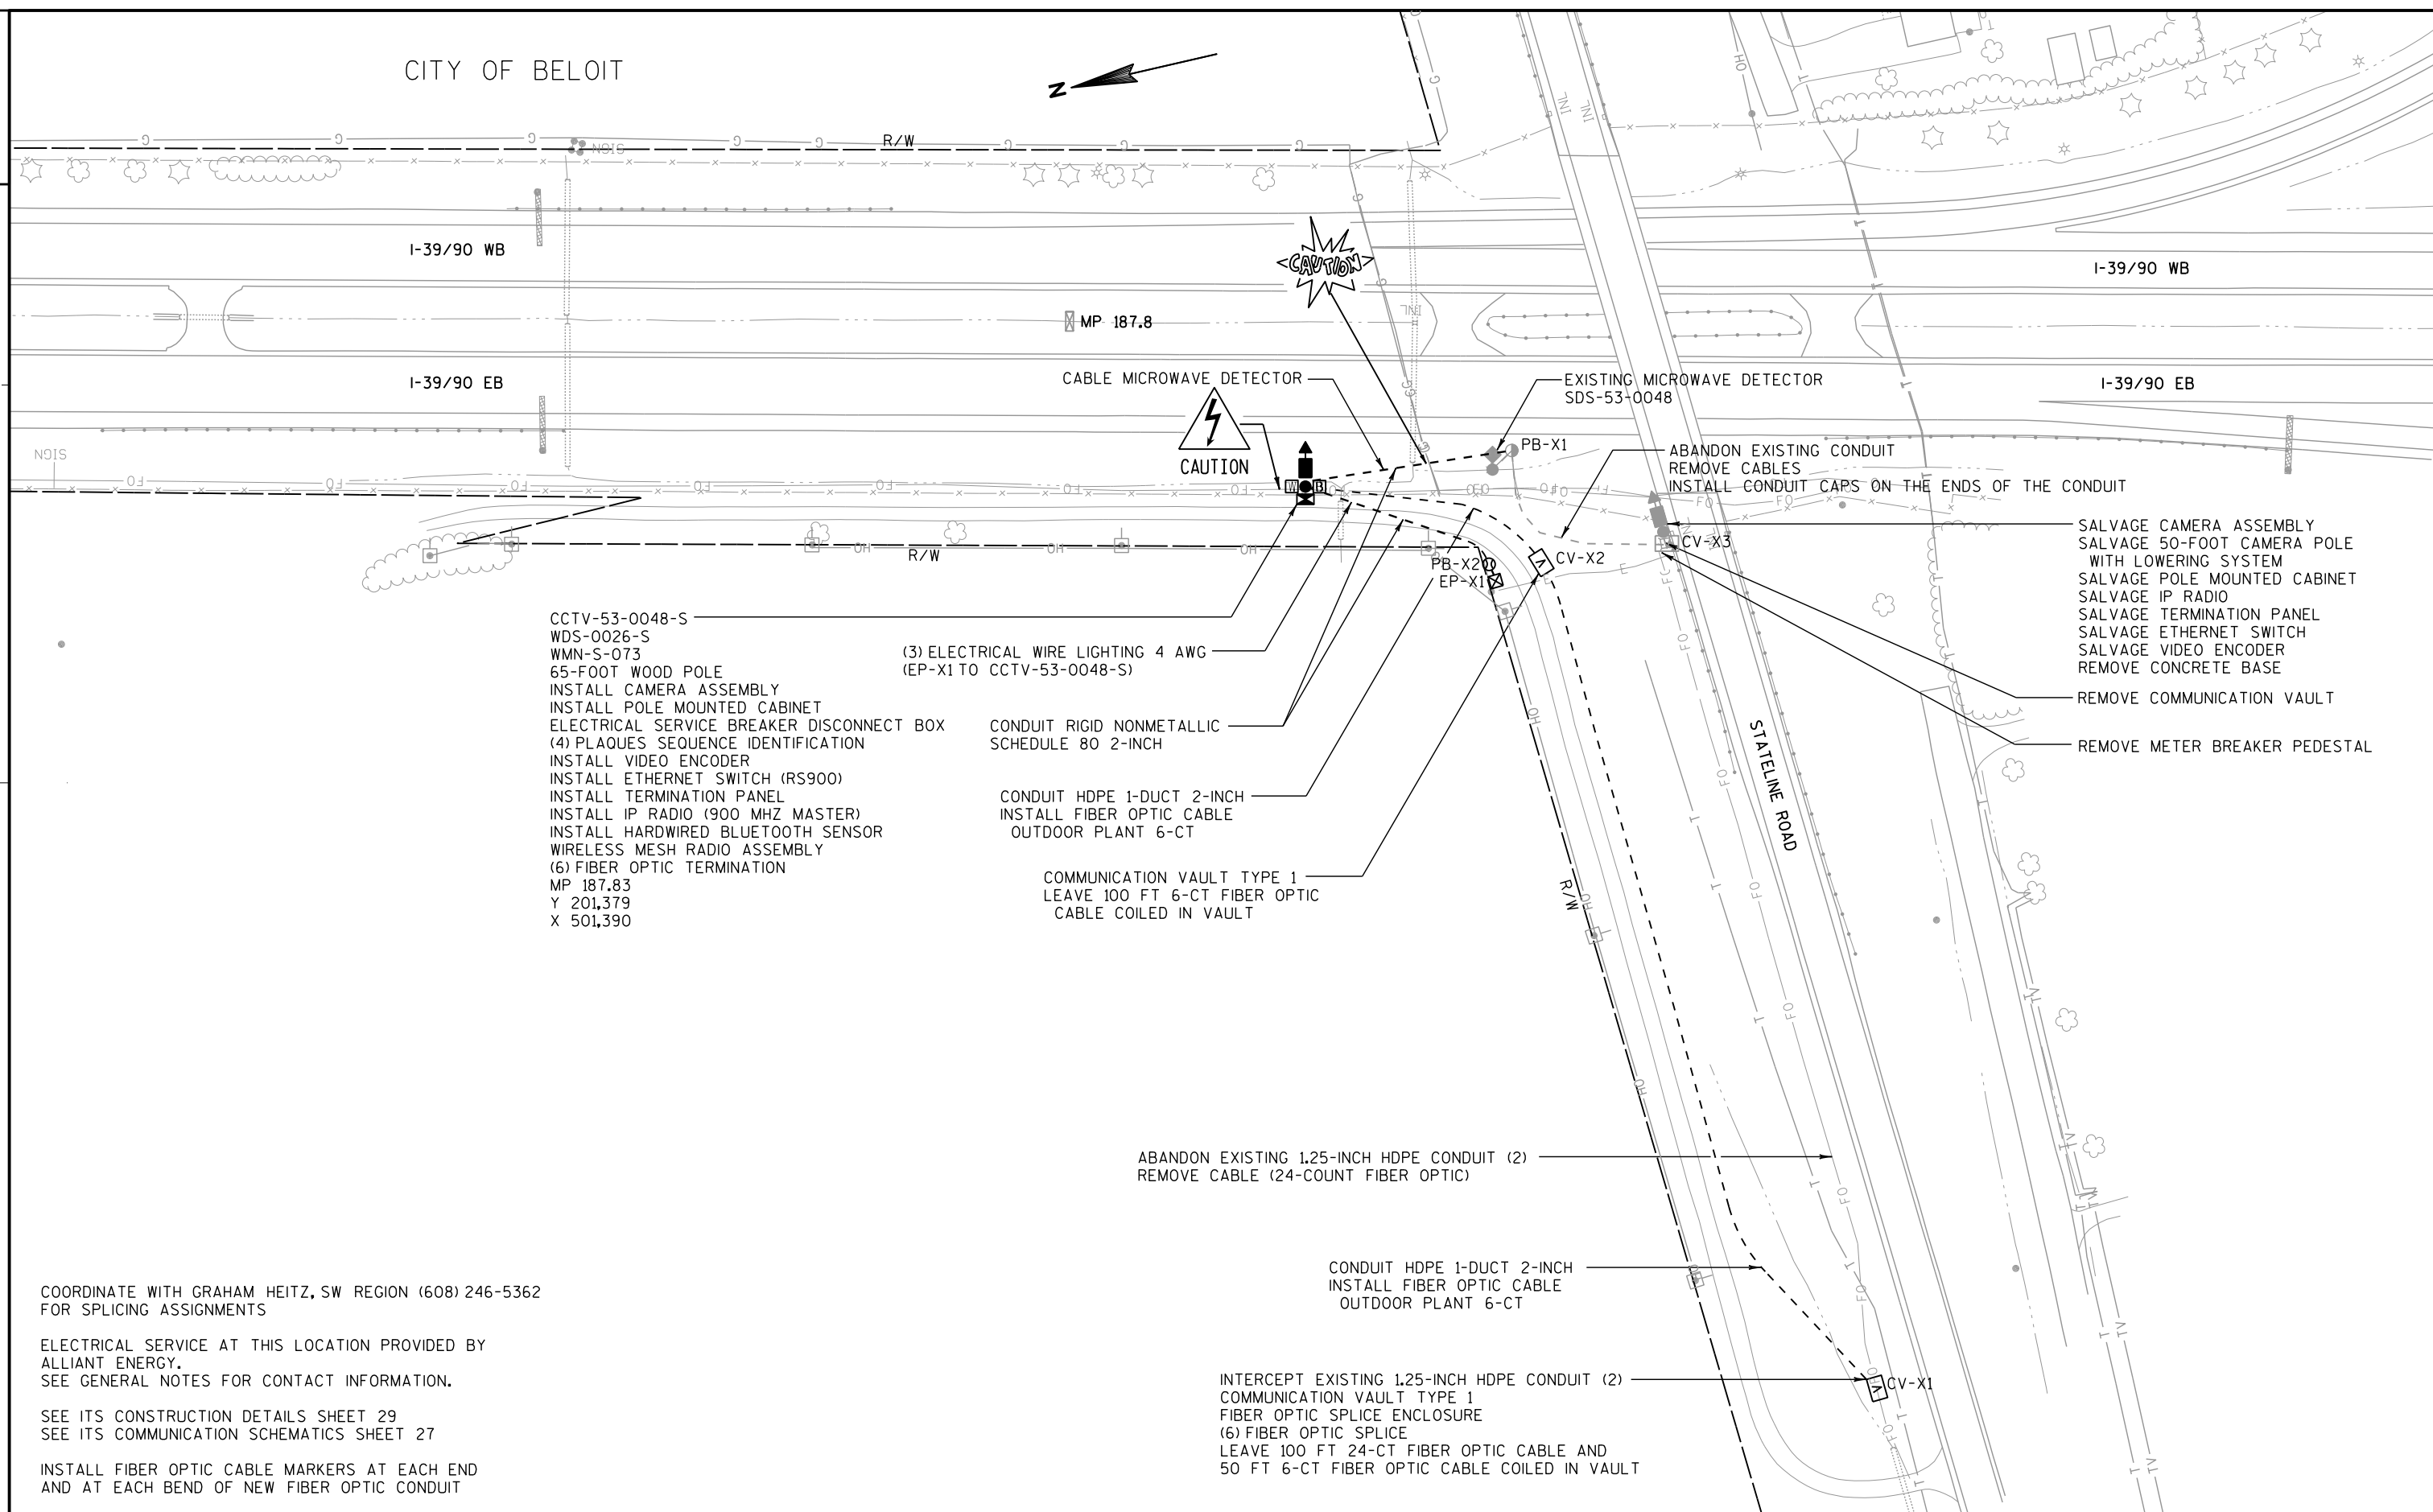 CITY OF BELOIT
N
R/W
SIGN
I-39/90 WB
I-39/90 WB
CAUTION
MP 187.8
I-39/90 EB
I-39/90 EB
CABLE MICROWAVE DETECTOR
EXISTING MICROWAVE DETECTOR
SDS-53-0048
CAUTION
PB-X1
SIGN
W
B
ABANDON EXISTING CONDUIT
REMOVE CABLES
INSTALL CONDUIT CAPS ON THE ENDS OF THE CONDUIT
R/W
PB-X2
EP-X1
CV-X2
CV-X3
SALVAGE CAMERA ASSEMBLY
SALVAGE 50-FOOT CAMERA POLE
WITH LOWERING SYSTEM
SALVAGE POLE MOUNTED CABINET
SALVAGE IP RADIO
SALVAGE TERMINATION PANEL
SALVAGE ETHERNET SWITCH
SALVAGE VIDEO ENCODER
REMOVE CONCRETE BASE
REMOVE COMMUNICATION VAULT
REMOVE METER BREAKER PEDESTAL
CCTV-53-0048-S
WDS-0026-S
WMN-S-073
65-FOOT WOOD POLE
INSTALL CAMERA ASSEMBLY
INSTALL POLE MOUNTED CABINET
ELECTRICAL SERVICE BREAKER DISCONNECT BOX
(4) PLAQUES SEQUENCE IDENTIFICATION
INSTALL VIDEO ENCODER
INSTALL ETHERNET SWITCH (RS900)
INSTALL TERMINATION PANEL
INSTALL IP RADIO (900 MHZ MASTER)
INSTALL HARDWIRED BLUETOOTH SENSOR
WIRELESS MESH RADIO ASSEMBLY
(6) FIBER OPTIC TERMINATION
MP 187.83
Y 201,379
X 501,390
(3) ELECTRICAL WIRE LIGHTING 4 AWG
(EP-X1 TO CCTV-53-0048-S)
CONDUIT RIGID NONMETALLIC
SCHEDULE 80 2-INCH
CONDUIT HDPE 1-DUCT 2-INCH
INSTALL FIBER OPTIC CABLE
OUTDOOR PLANT 6-CT
COMMUNICATION VAULT TYPE 1
LEAVE 100 FT 6-CT FIBER OPTIC
CABLE COILED IN VAULT
STATELINE ROAD
R/W
ABANDON EXISTING 1.25-INCH HDPE CONDUIT (2)
REMOVE CABLE (24-COUNT FIBER OPTIC)
CONDUIT HDPE 1-DUCT 2-INCH
INSTALL FIBER OPTIC CABLE
OUTDOOR PLANT 6-CT
INTERCEPT EXISTING 1.25-INCH HDPE CONDUIT (2)
COMMUNICATION VAULT TYPE 1
FIBER OPTIC SPLICE ENCLOSURE
(6) FIBER OPTIC SPLICE
LEAVE 100 FT 24-CT FIBER OPTIC CABLE AND
50 FT 6-CT FIBER OPTIC CABLE COILED IN VAULT
CV-X1
COORDINATE WITH GRAHAM HEITZ, SW REGION (608) 246-5362
FOR SPLICING ASSIGNMENTS
ELECTRICAL SERVICE AT THIS LOCATION PROVIDED BY
ALLIANT ENERGY.
SEE GENERAL NOTES FOR CONTACT INFORMATION.
SEE ITS CONSTRUCTION DETAILS SHEET 29
SEE ITS COMMUNICATION SCHEMATICS SHEET 27
INSTALL FIBER OPTIC CABLE MARKERS AT EACH END
AND AT EACH BEND OF NEW FIBER OPTIC CONDUIT